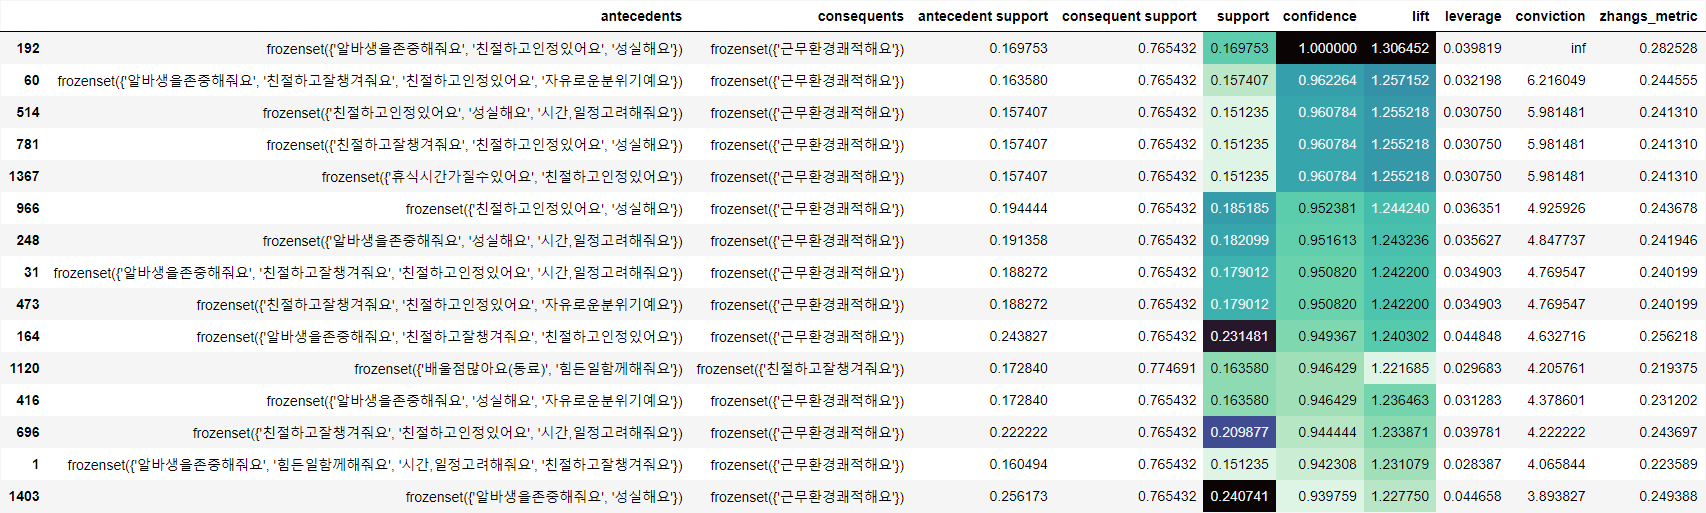 antecedents consequents antecedent support consequent support support confidence lift leverage conviction zhangs_metric
192 frozenset({'알바생을존중해줘요', '친절하고인정있어요', '성실해요'}) frozenset({'근무환경쾌적해요'}) 0.169753 0.765432 0.169753 1.000000 1.306452 0.039819 inf 0.282528
60 frozenset({'알바생을존중해줘요', '친절하고잘챙겨줘요', '친절하고인정있어요', '자유로운분위기예요'}) frozenset({'근무환경쾌적해요'}) 0.163580 0.765432 0.157407 0.962264 1.257152 0.032198 6.216049 0.244555
514 frozenset({'친절하고인정있어요', '성실해요', '시간,일정고려해줘요'}) frozenset({'근무환경쾌적해요'}) 0.157407 0.765432 0.151235 0.960784 1.255218 0.030750 5.981481 0.241310
781 frozenset({'친절하고잘챙겨줘요', '친절하고인정있어요', '성실해요'}) frozenset({'근무환경쾌적해요'}) 0.157407 0.765432 0.151235 0.960784 1.255218 0.030750 5.981481 0.241310
1367 frozenset({'휴식시간가질수있어요', '친절하고인정있어요'}) frozenset({'근무환경쾌적해요'}) 0.157407 0.765432 0.151235 0.960784 1.255218 0.030750 5.981481 0.241310
966 frozenset({'친절하고인정있어요', '성실해요'}) frozenset({'근무환경쾌적해요'}) 0.194444 0.765432 0.185185 0.952381 1.244240 0.036351 4.925926 0.243678
248 frozenset({'알바생을존중해줘요', '성실해요', '시간,일정고려해줘요'}) frozenset({'근무환경쾌적해요'}) 0.191358 0.765432 0.182099 0.951613 1.243236 0.035627 4.847737 0.241946
31 frozenset({'알바생을존중해줘요', '친절하고잘챙겨줘요', '친절하고인정있어요', '시간,일정고려해줘요'}) frozenset({'근무환경쾌적해요'}) 0.188272 0.765432 0.179012 0.950820 1.242200 0.034903 4.769547 0.240199
473 frozenset({'친절하고잘챙겨줘요', '친절하고인정있어요', '자유로운분위기예요'}) frozenset({'근무환경쾌적해요'}) 0.188272 0.765432 0.179012 0.950820 1.242200 0.034903 4.769547 0.240199
164 frozenset({'알바생을존중해줘요', '친절하고잘챙겨줘요', '친절하고인정있어요'}) frozenset({'근무환경쾌적해요'}) 0.243827 0.765432 0.231481 0.949367 1.240302 0.044848 4.632716 0.256218
1120 frozenset({'배울점많아요(동료)', '힘든일함께해줘요'}) frozenset({'친절하고잘챙겨줘요'}) 0.172840 0.774691 0.163580 0.946429 1.221685 0.029683 4.205761 0.219375
416 frozenset({'알바생을존중해줘요', '성실해요', '자유로운분위기예요'}) frozenset({'근무환경쾌적해요'}) 0.172840 0.765432 0.163580 0.946429 1.236463 0.031283 4.378601 0.231202
696 frozenset({'친절하고잘챙겨줘요', '친절하고인정있어요', '시간,일정고려해줘요'}) frozenset({'근무환경쾌적해요'}) 0.222222 0.765432 0.209877 0.944444 1.233871 0.039781 4.222222 0.243697
1 frozenset({'알바생을존중해줘요', '힘든일함께해줘요', '시간,일정고려해줘요', '친절하고잘챙겨줘요'}) frozenset({'근무환경쾌적해요'}) 0.160494 0.765432 0.151235 0.942308 1.231079 0.028387 4.065844 0.223589
1403 frozenset({'알바생을존중해줘요', '성실해요'}) frozenset({'근무환경쾌적해요'}) 0.256173 0.765432 0.240741 0.939759 1.227750 0.044658 3.893827 0.249388